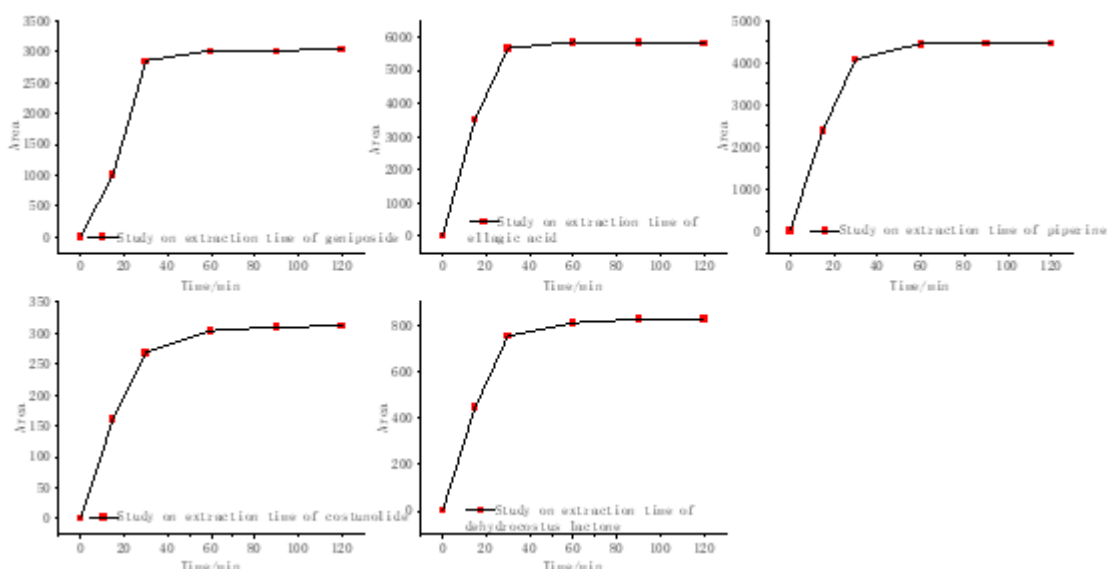 3500
3000
2500
2000
1500
1000
500
0
Area
Study on extraction time of geniposide
0 20 40 60 80 100 120
Time/min
6000
5000
4000
3000
2000
1000
0
Area
Study on extraction time of
ellagic acid
0 20 40 60 80 100 120
Time/min
5000
4000
3000
2000
1000
0
Area
Study on extraction time of piperine
0 20 40 60 80 100 120
Time/min
350
300
250
200
150
100
50
0
Area
Study on extraction time of costunolide
0 20 40 60 80 100 120
Time/min
800
600
400
200
0
Area
Study on extraction time of
dehydrocostus lactone
0 20 40 60 80 100 120
Time/min